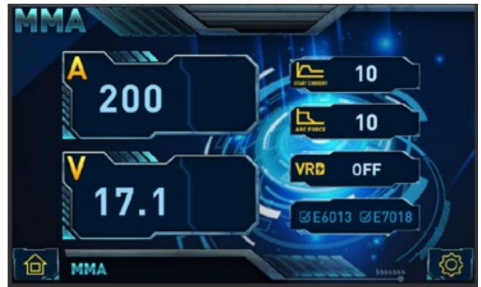 MMA
A
200
V
17.1
START CURRENT
10
ARC FORCE
10
VRD
OFF
E6013 E7018
MMA